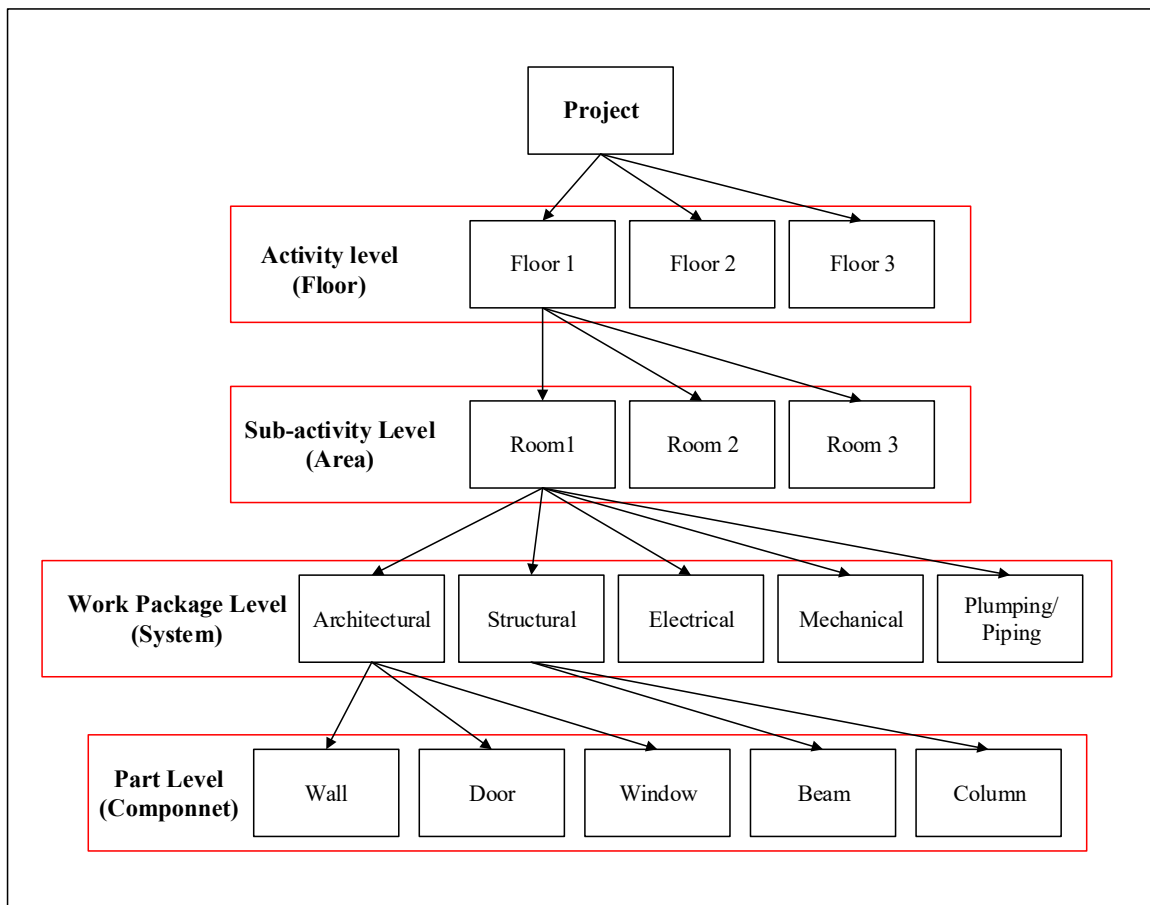 Project
Activity level
(Floor)
Floor 1
Floor 2
Floor 3
Sub-activity Level
(Area)
Room1
Room 2
Room 3
Work Package Level
(System)
Architectural
Structural
Electrical
Mechanical
Plumping/
Piping
Part Level
(Componnet)
Wall
Door
Window
Beam
Column